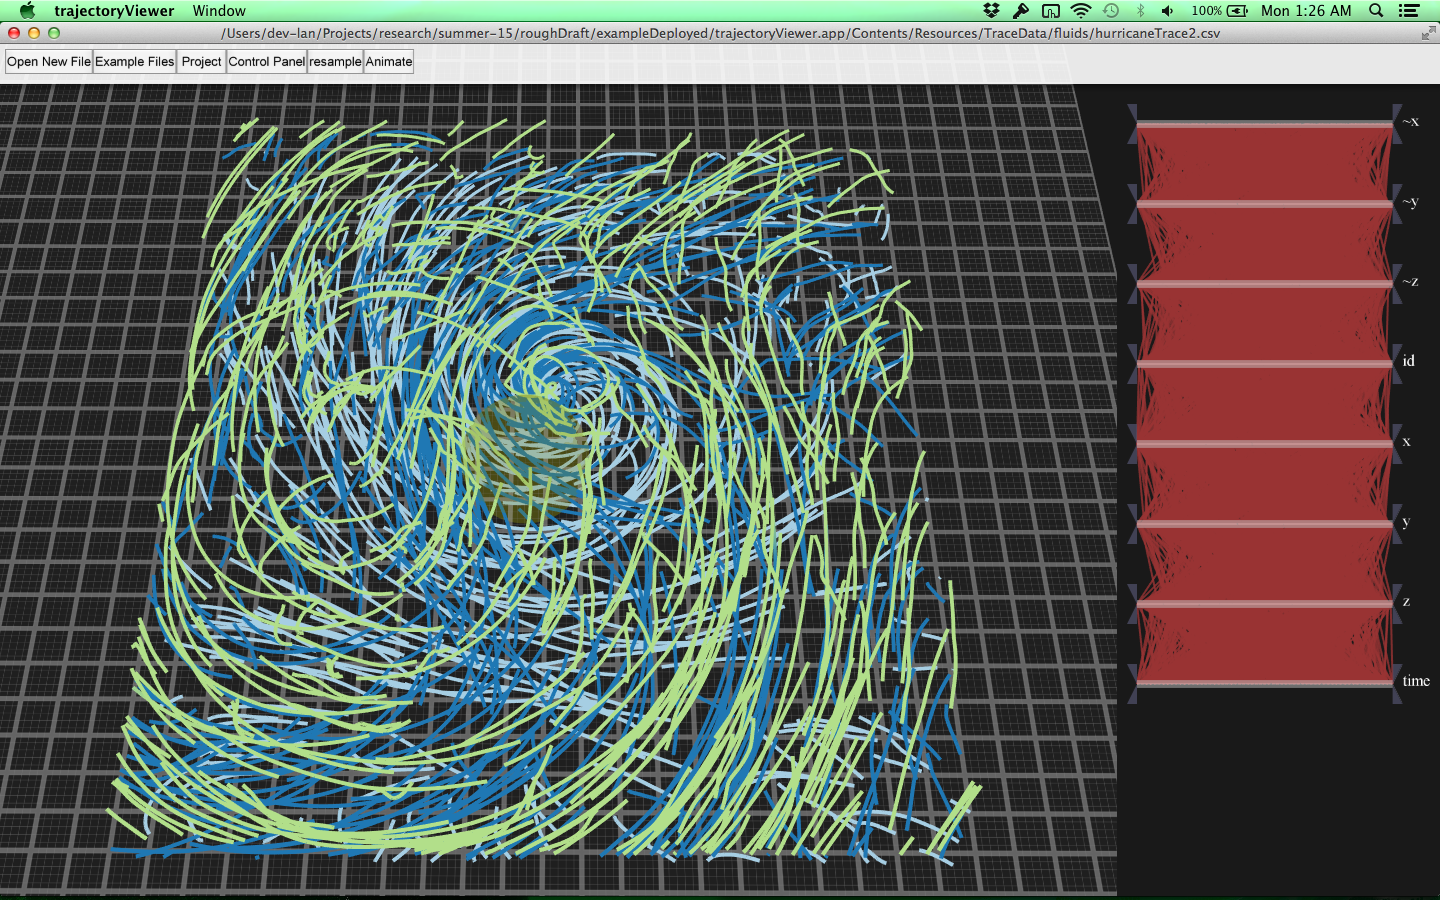 trajectoryViewer Window 100% Mon 1:26 AM
/Users/dev-lan/Projects/research/summer-15/roughDraft/exampleDeployed/trajectoryViewer.app/Contents/Resources/TraceData/fluids/hurricaneTrace2.csv
Open New File Example Files Project Control Panel resample Animate
~x
~y
~z
id
x
y
z
time